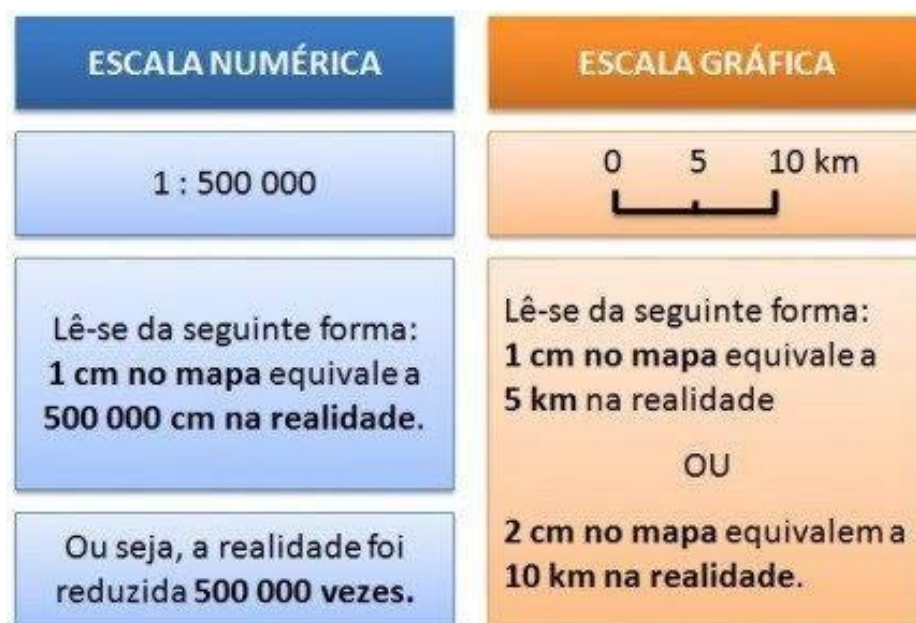 ESCALA NUMÉRICA
1 : 500 000
Lê-se da seguinte forma:
1 cm no mapa equivale a
500 000 cm na realidade.
Ou seja, a realidade foi
reduzida 500 000 vezes.
ESCALA GRÁFICA
0 5 10 km
Lê-se da seguinte forma:
1 cm no mapa equivale a
5 km na realidade
OU
2 cm no mapa equivalem a
10 km na realidade.